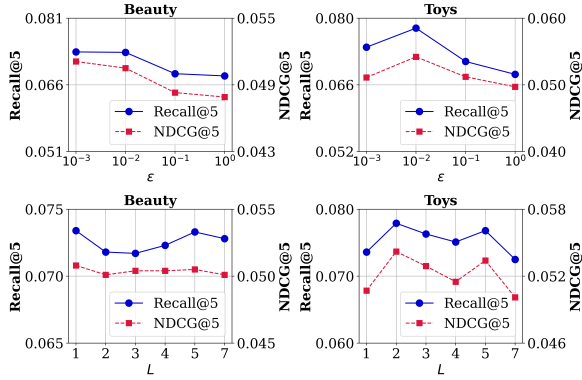 Beauty
Recall@5
0.081
0.066
0.051
0.055
0.049
0.043
NDCG@5
Recall@5
NDCG@5
10⁻³ 10⁻² 10⁻¹ 10⁰
ε
Toys
Recall@5
0.080
0.066
0.052
0.060
0.050
0.040
NDCG@5
Recall@5
NDCG@5
10⁻³ 10⁻² 10⁻¹ 10⁰
ε
Beauty
Recall@5
0.075
0.070
0.065
0.055
0.050
0.045
NDCG@5
Recall@5
NDCG@5
1 2 3 4 5 7
L
Toys
Recall@5
0.080
0.070
0.060
0.058
0.052
0.046
NDCG@5
Recall@5
NDCG@5
1 2 3 4 5 7
L